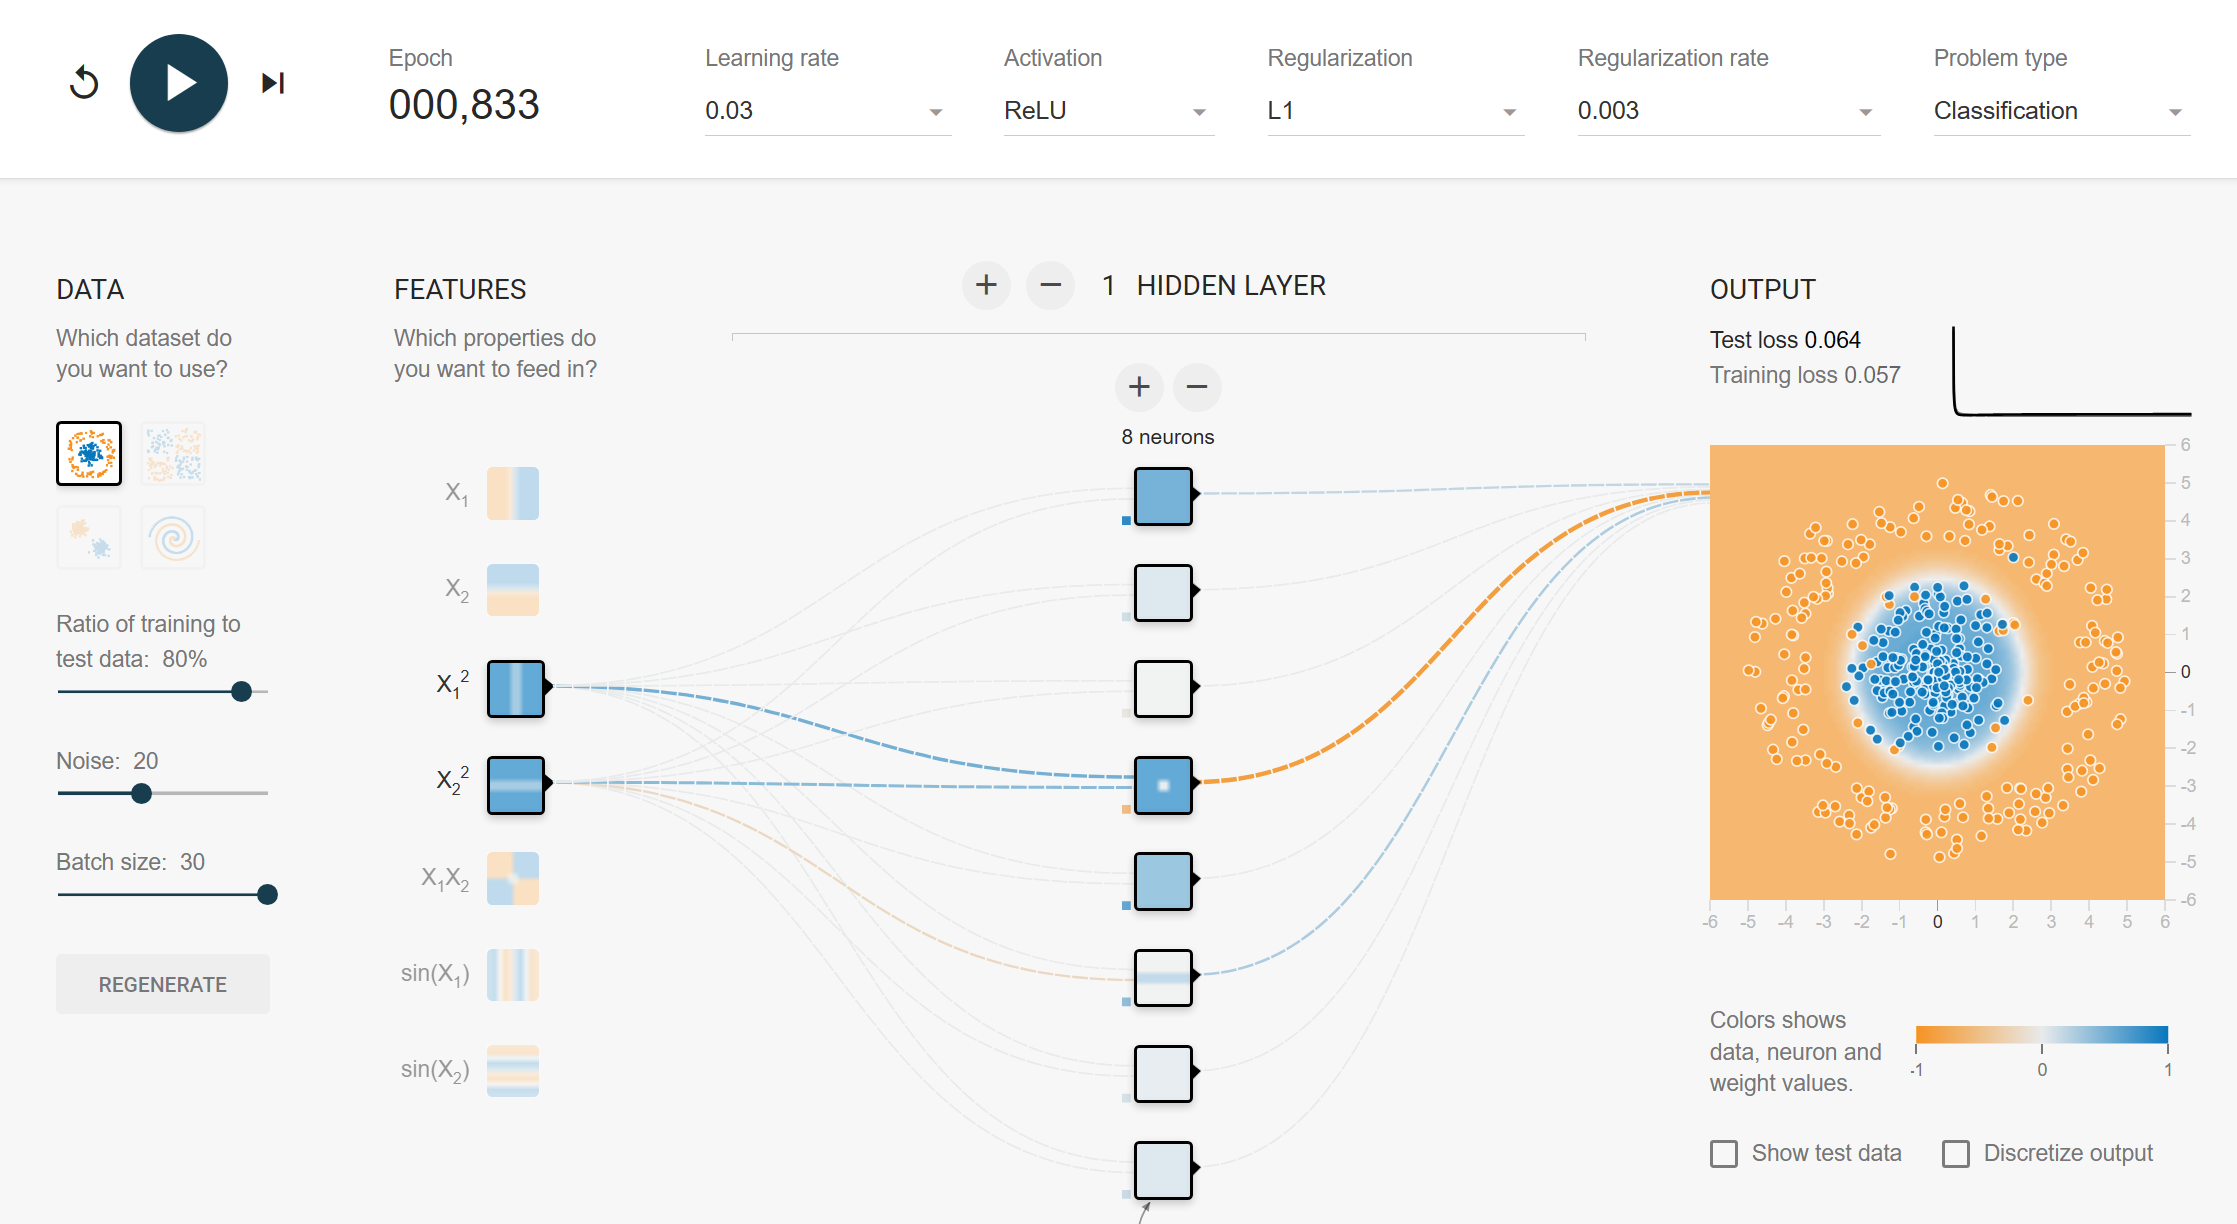 Epoch
000,833
Learning rate
0.03
Activation
ReLU
Regularization
L1
Regularization rate
0.003
Problem type
Classification
DATA
Which dataset do
you want to use?
Ratio of training to
test data: 80%
Noise: 20
Batch size: 30
REGENERATE
FEATURES
Which properties do
you want to feed in?
X1
X2
X1²
X2²
X1X2
sin(X1)
sin(X2)
+ − 1 HIDDEN LAYER
+ −
8 neurons
OUTPUT
Test loss 0.064
Training loss 0.057
6
5
4
3
2
1
0
-1
-2
-3
-4
-5
-6
-6 -5 -4 -3 -2 -1 0 1 2 3 4 5 6
Colors shows
data, neuron and
weight values.
-1 0 1
Show test data
Discretize output